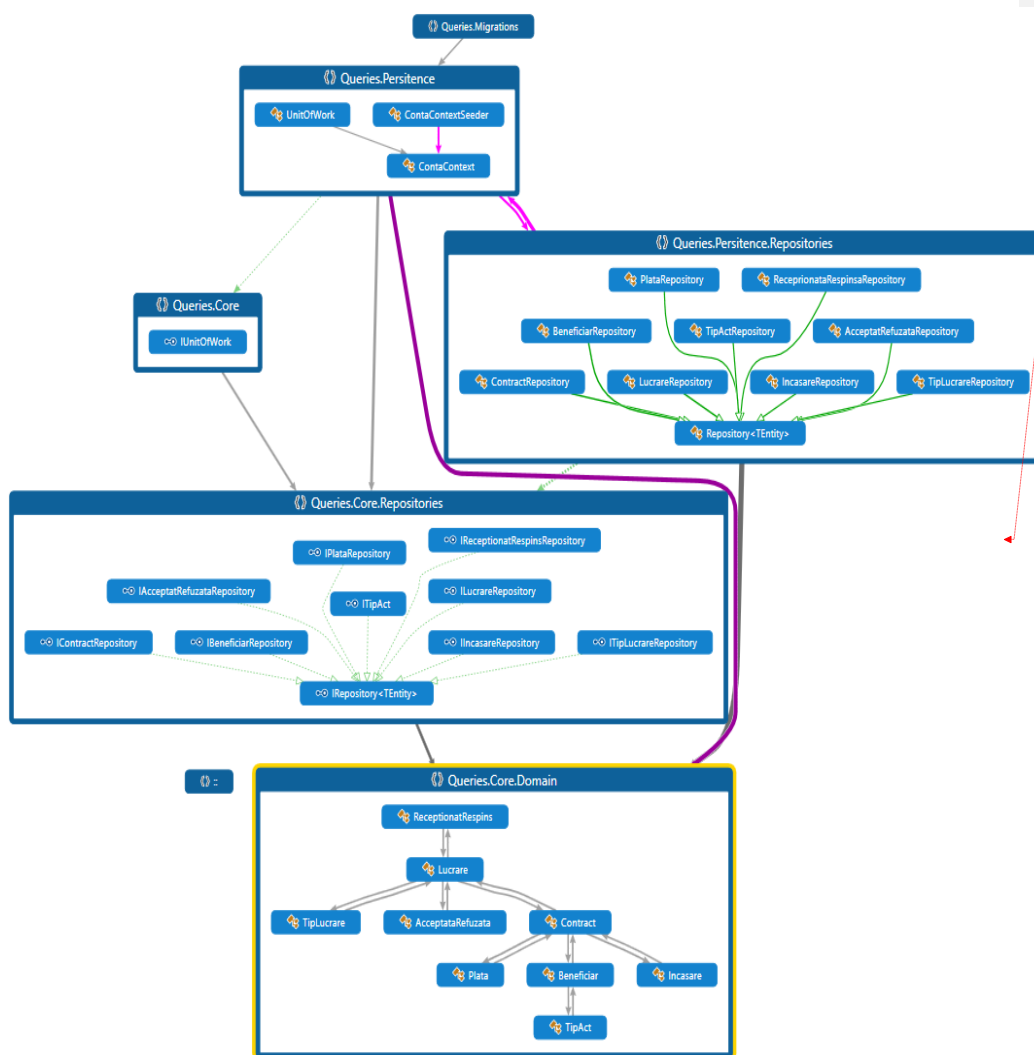 Queries.Migrations
Queries.Persitence
UnitOfWork
ContaContextSeeder
ContaContext
Queries.Persitence.Repositories
PlataRepository
ReceprionataRespinsaRepository
BeneficiarRepository
TipActRepository
AcceptatRefuzataRepository
ContractRepository
LucrareRepository
IncasareRepository
TipLucrareRepository
Repository<TEntity>
Queries.Core
IUnitOfWork
Queries.Core.Repositories
IReceptionatRespinsRepository
IPlataRepository
IAcceptatRefuzataRepository
ITipAct
ILucrareRepository
IContractRepository
IBeneficiarRepository
IIncasareRepository
ITipLucrareRepository
IRepository<TEntity>
::
Queries.Core.Domain
ReceptionatRespins
Lucrare
TipLucrare
AcceptataRefuzata
Contract
Plata
Beneficiar
Incasare
TipAct